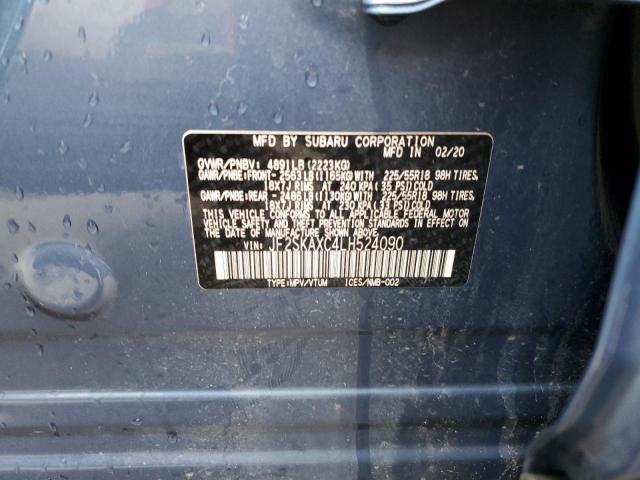 MFD BY SUBARU CORPORATION
MFD IN 02/20
GVWR/PNBV: 4891LB(2223KG)
GAWR/PNBE:FRONT- 2563LB(1165KG)WITH 225/55R18 98H TIRES,
18X7J RIMS AT 240 KPA(35 PSI)COLD
GAWR/PNBE:REAR - 2486LB(1130KG)WITH 225/55R18 98H TIRES,
18X7J RIMS AT 230 KPA(33 PSI)COLD
THIS VEHICLE CONFORMS TO ALL APPLICABLE FEDERAL MOTOR
VEHICLE SAFETY AND THEFT PREVENTION STANDARDS IN EFFECT ON
THE DATE OF MANUFACTURE SHOWN ABOVE.
VIN: JF2SKAXC4LH524090
TYPE:MPV/VTUM ICES/NMB-002